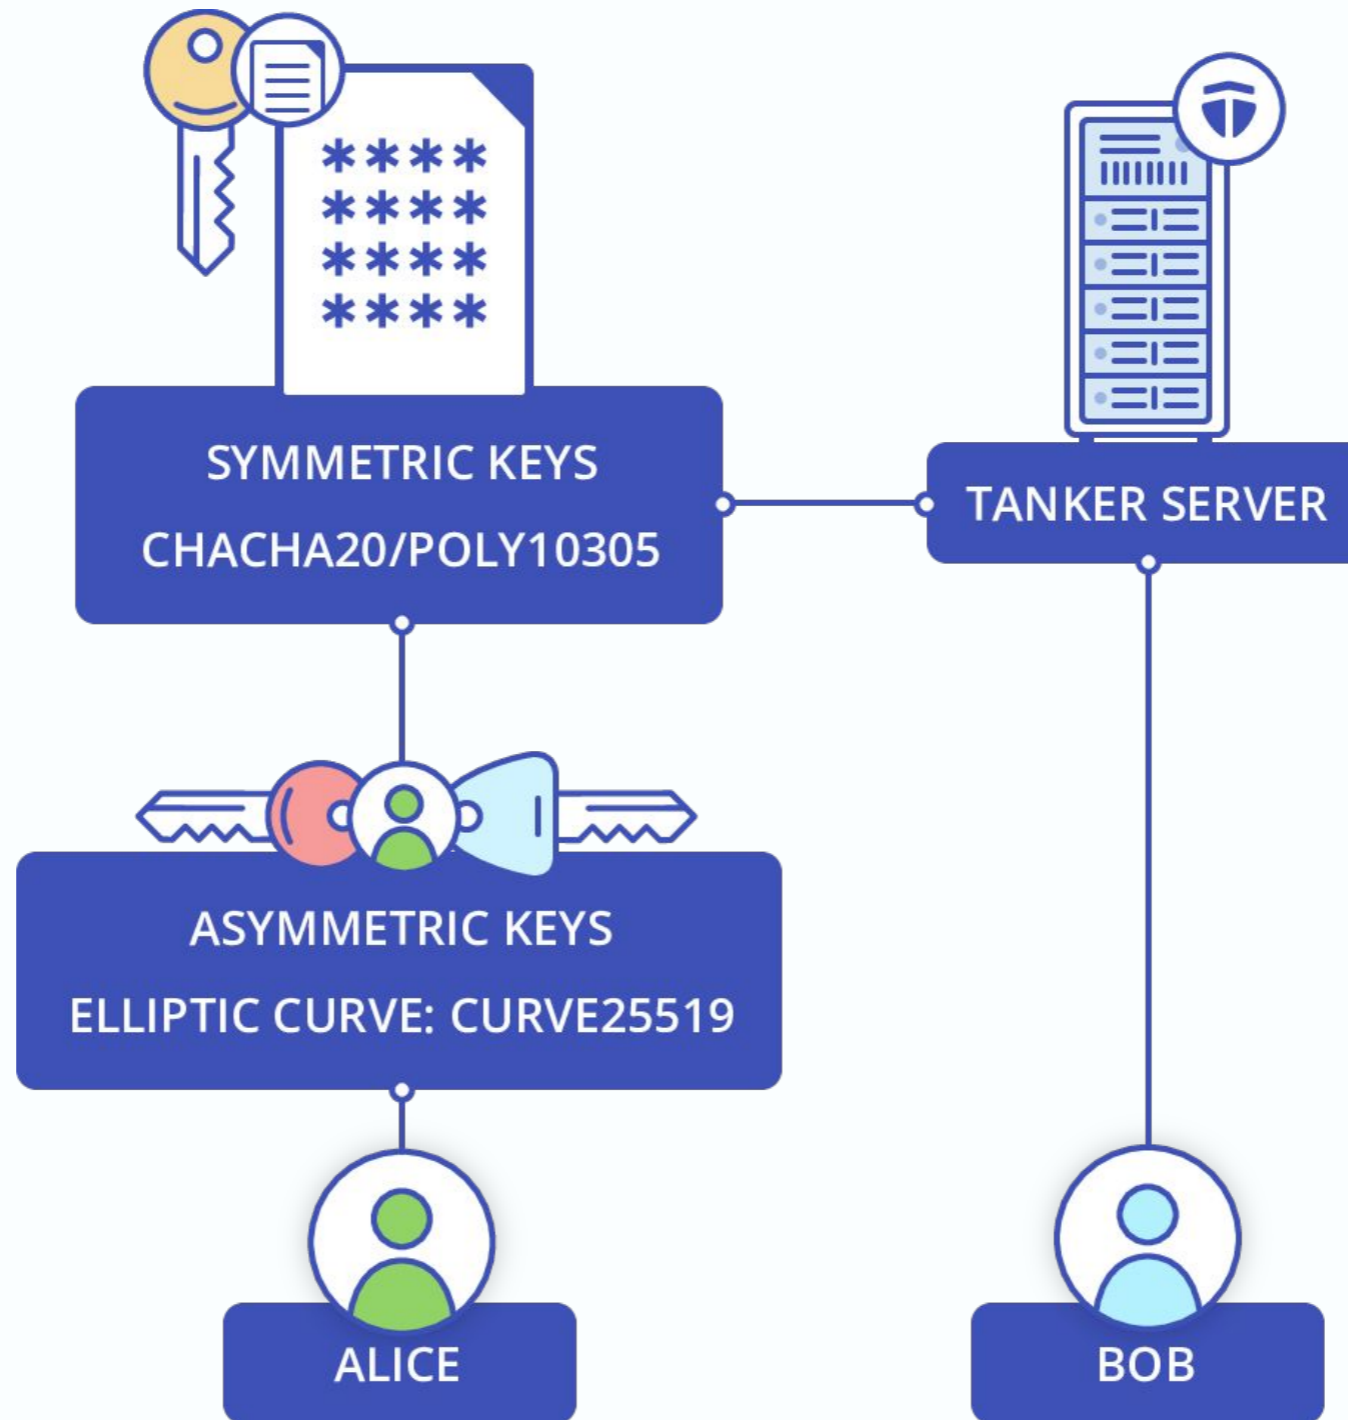 SYMMETRIC KEYS
CHACHA20/POLY10305
TANKER SERVER
ASYMMETRIC KEYS
ELLIPTIC CURVE: CURVE25519
ALICE
BOB